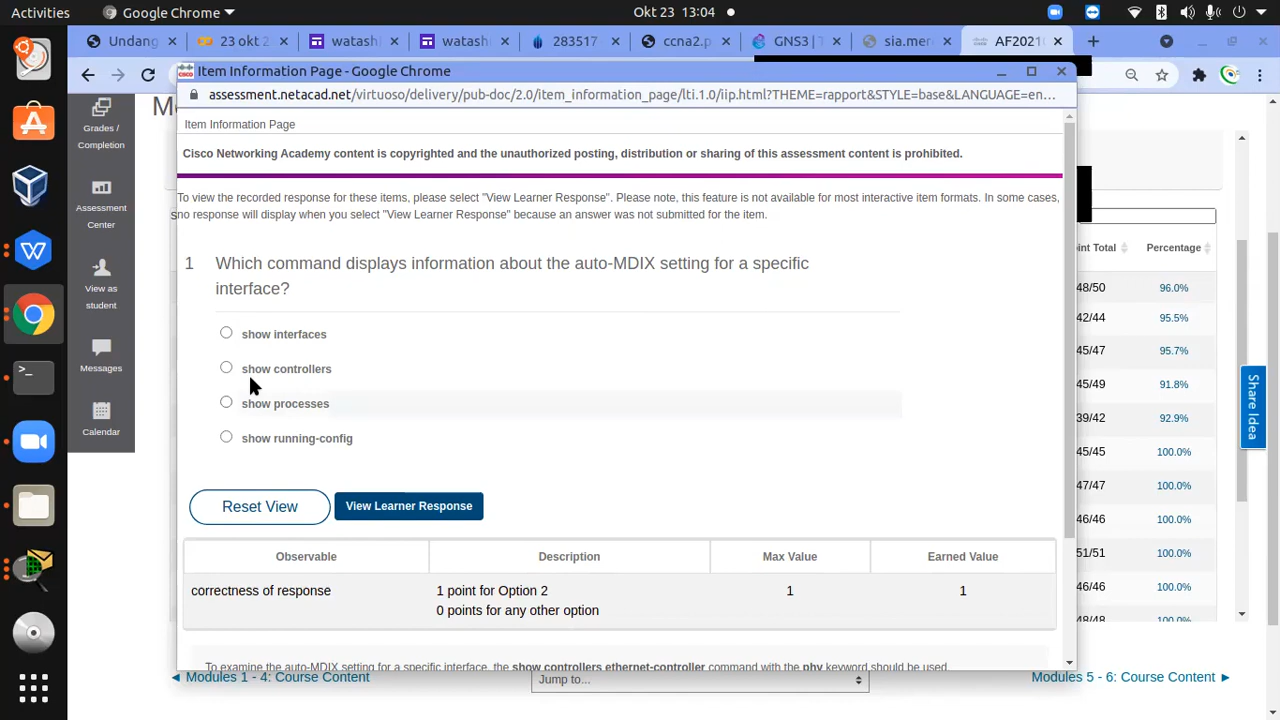 Activities
Google Chrome
Okt 23 13:04
Undang
23 okt 2
watash
watash
283517
ccna2.p
GNS3 | T
sia.mer
AF2021
Item Information Page - Google Chrome
assessment.netacad.net/virtuoso/delivery/pub-doc/2.0/item_information_page/lti.1.0/iip.html?THEME=rapport&STYLE=base&LANGUAGE=en...
Grades /
Completion
Assessment
Center
View as
student
Messages
Calendar
Item Information Page
Cisco Networking Academy content is copyrighted and the unauthorized posting, distribution or sharing of this assessment content is prohibited.
To view the recorded response for these items, please select "View Learner Response". Please note, this feature is not available for most interactive item formats. In some cases,
no response will display when you select "View Learner Response" because an answer was not submitted for the item.
1 Which command displays information about the auto-MDIX setting for a specific
interface?
show interfaces
show controllers
show processes
show running-config
Reset View
View Learner Response
Observable Description Max Value Earned Value
correctness of response 1 point for Option 2 1 1
0 points for any other option
To examine the auto-MDIX setting for a specific interface, the show controllers ethernet-controller command with the phy keyword should be used
int Total Percentage
48/50 96.0%
42/44 95.5%
45/47 95.7%
45/49 91.8%
39/42 92.9%
45/45 100.0%
47/47 100.0%
46/46 100.0%
51/51 100.0%
46/46 100.0%
48/48 100.0%
Share Idea
◄ Modules 1 - 4: Course Content
Jump to...
Modules 5 - 6: Course Content ►